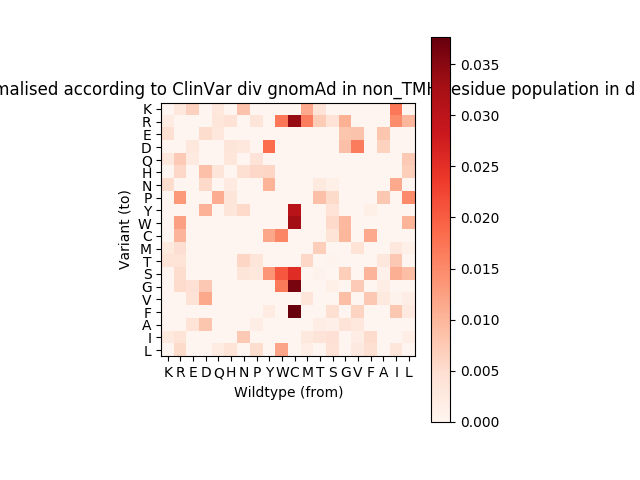 malised according to ClinVar div gnomAd in non_TMH residue population in d
K
R
E
D
Q
H
N
P
Y
W
C
M
T
S
G
V
F
A
I
L
Variant (to)
K R E D Q H N P Y W C M T S G V F A I L
Wildtype (from)
0.035
0.030
0.025
0.020
0.015
0.010
0.005
0.000